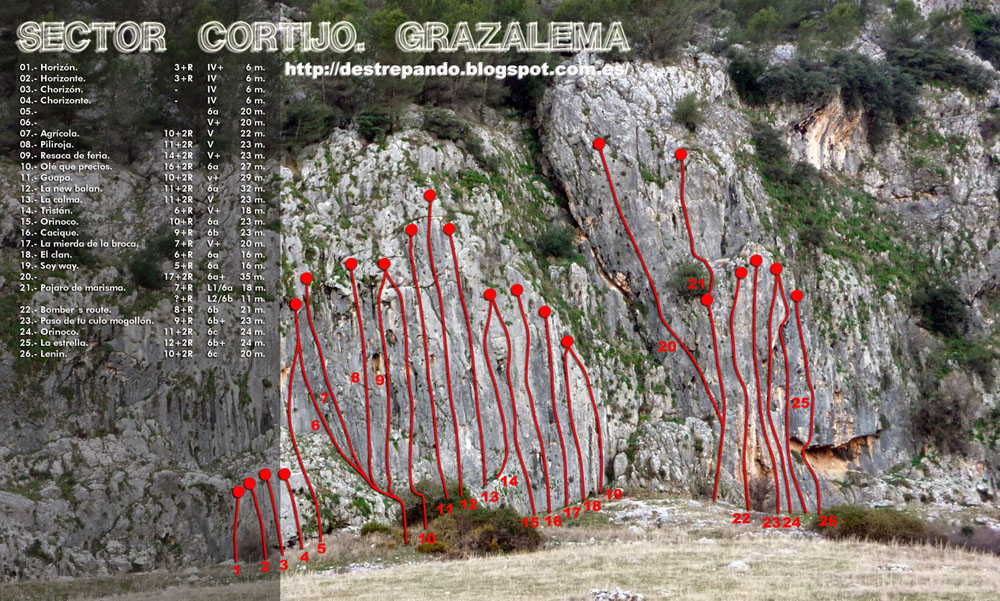 SECTOR CORTIJO. GRAZALEMA
http://destrepando.blogspot.com.es/
01.- Horizón. 3+R IV+ 6 m.
02.- Horizonte. 3+R IV 6 m.
03.- Chorizón. - IV 6 m.
04.- Chorizonte. - IV 6 m.
05.- 6a 20 m.
06.- V+ 20 m.
07.- Agrícola. 10+2R V 22 m.
08.- Piliroja. 11+2R V 23 m.
09.- Resaca de feria. 14+2R V+ 23 m.
10.- Olé que precios. 16+2R 6a 27 m.
11.- Guapa. 10+2R v+ 29 m.
12.- La new balan. 11+2R 6a 32 m.
13.- La calma. 11+2R V 23 m.
14.- Tristán. 6+R V+ 18 m.
15.- Orinoco. 10+R 6a 23 m.
16.- Cacique. 9+R 6b 23 m.
17.- La mierda de la broca. 7+R V+ 20 m.
18.- El clan. 6+R 6a 16 m.
19.- Soy way. 5+R 6a 16 m.
20.- 17+2R 6a+ 35 m.
21.- Pajaro de marisma. 7+R L1/6a 18 m.
?+R L2/6b 11 m.
22.- Bomber´s route. 8+R 6b 21 m.
23.- Paso de tu culo mogollón. 9+R 6b+ 23 m.
24.- Orinoco. 11+2R 6c 24 m.
25.- La estrella. 12+2R 6b+ 24 m.
26.- Lenin. 10+2R 6c 20 m.
21
20
8
9
7
25
6
14
13
12
11
19
18
17
16
15
22
23
24
26
10
5
4
3
2
1